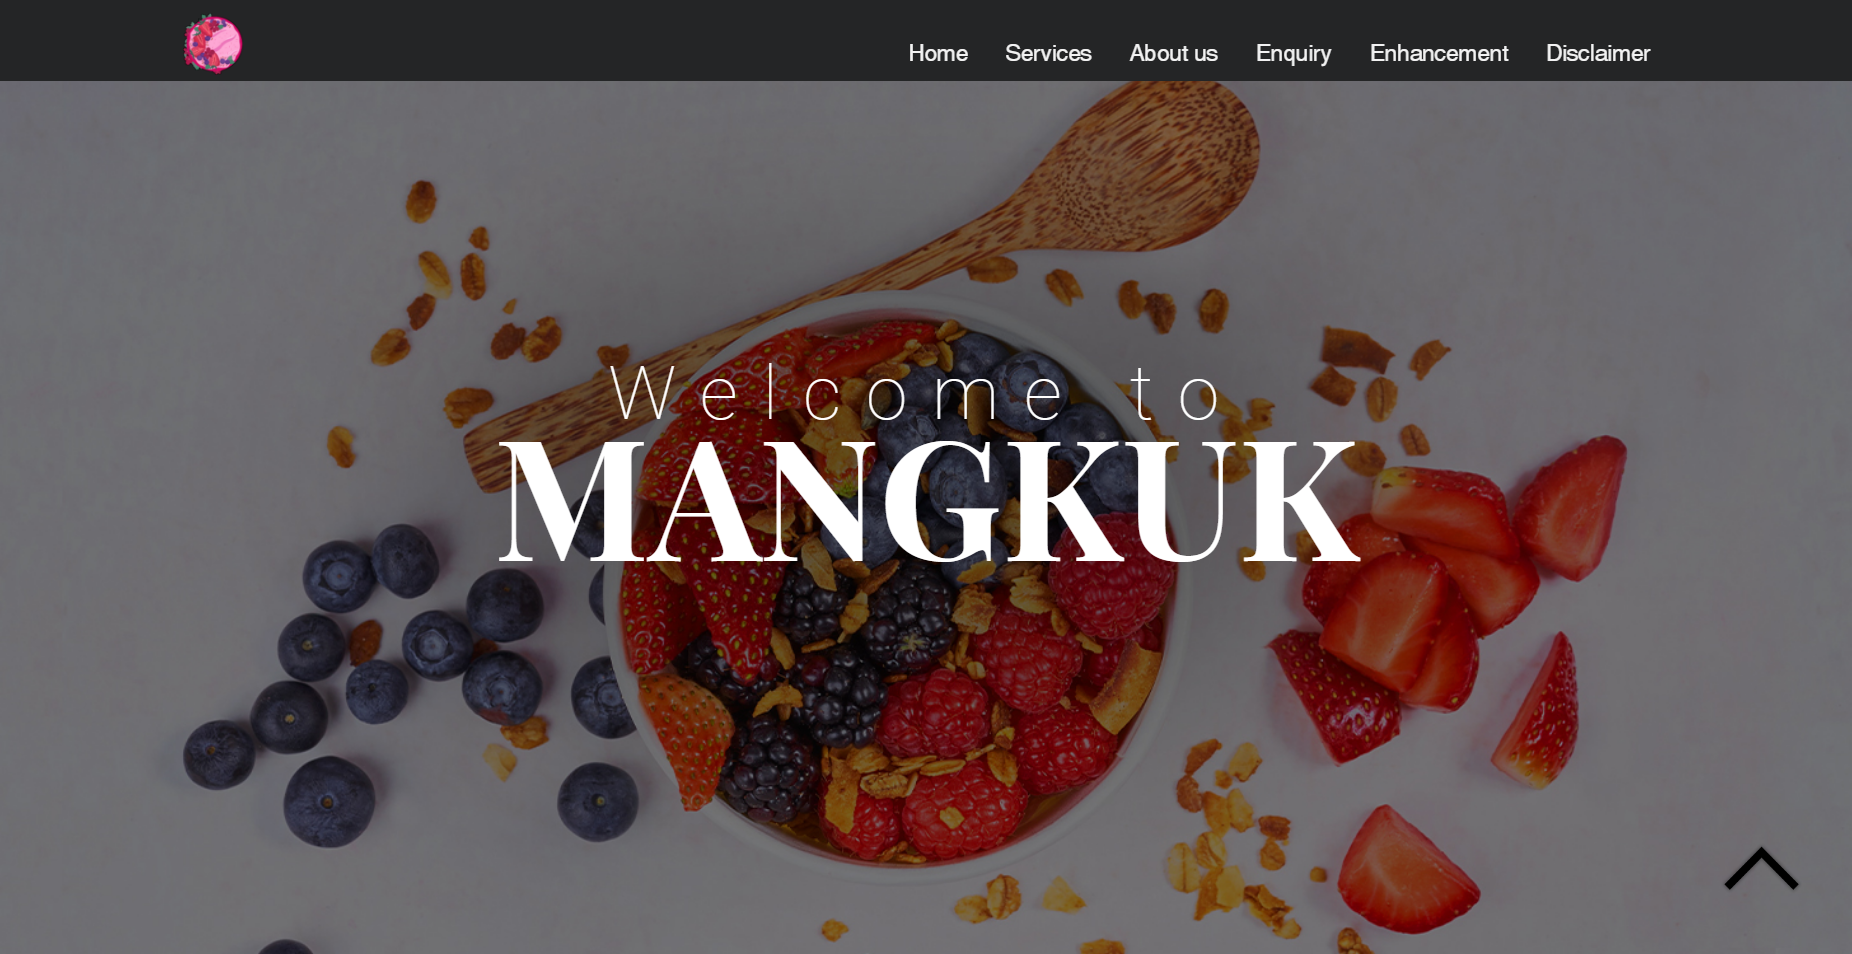 Home Services About us Enquiry Enhancement Disclaimer
Welcome to
MANGKUK